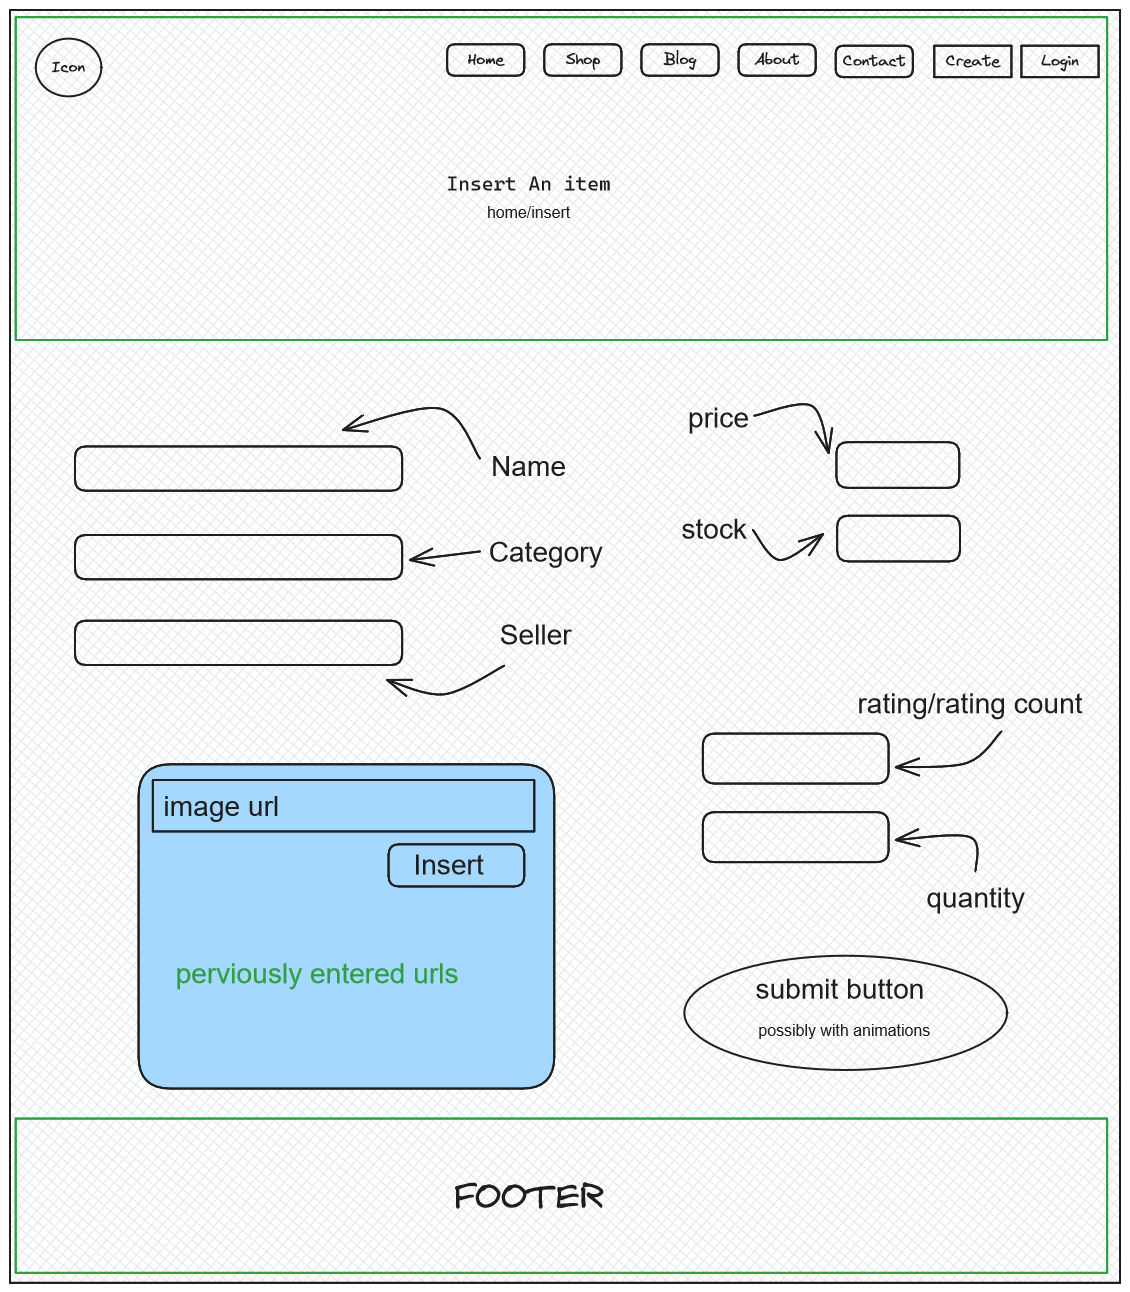 Icon
Home
Shop
Blog
About
Contact
Create
Login
Insert An item
home/insert
price
Name
stock
Category
Seller
rating/rating count
image url
Insert
quantity
perviously entered urls
submit button
possibly with animations
FOOTER